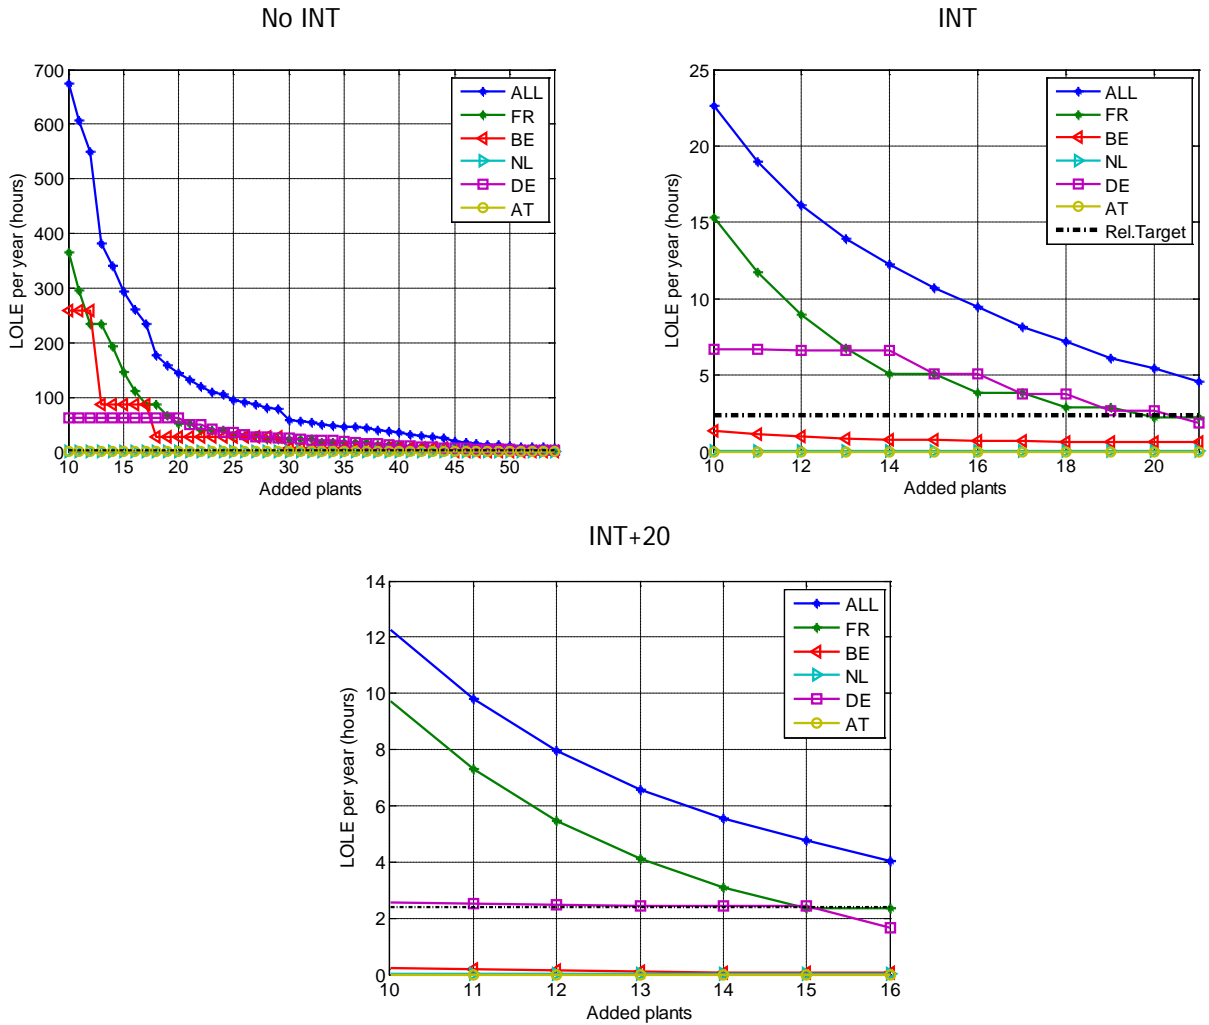 No INT
INT
700
600
500
400
300
200
100
0
LOLE per year (hours)
10
15
20
25
30
35
40
45
50
Added plants
ALL
FR
BE
NL
DE
AT
25
20
15
10
5
0
LOLE per year (hours)
10
12
14
16
18
20
Added plants
ALL
FR
BE
NL
DE
AT
Rel.Target
INT+20
14
12
10
8
6
4
2
0
LOLE per year (hours)
10
11
12
13
14
15
16
Added plants
ALL
FR
BE
NL
DE
AT